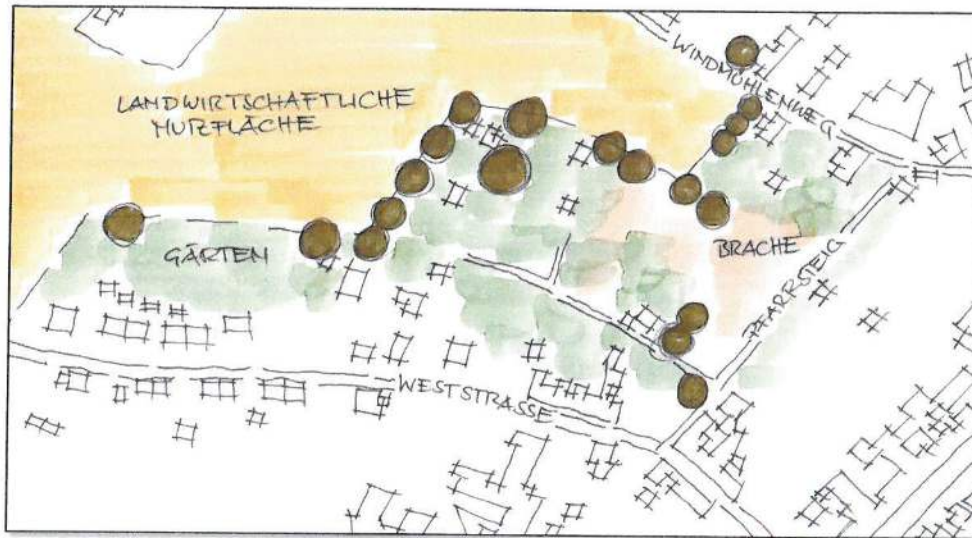 WINDMÜHLENWEG
LANDWIRTSCHAFTLICHE
NUTZFLÄCHE
GÄRTEN
BRACHE
PFARRSTEIG
WESTSTRASSE